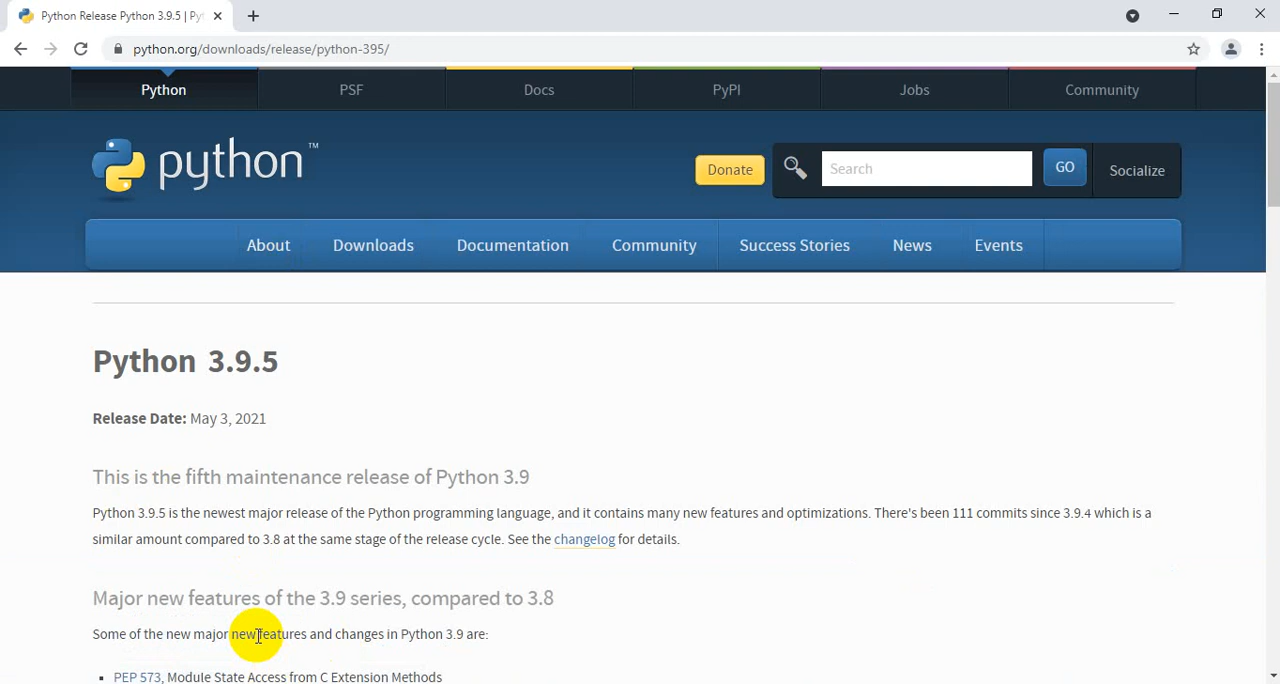 Python Release Python 3.9.5 | Py
python.org/downloads/release/python-395/
Python PSF Docs PyPI Jobs Community
python™
Donate Search GO Socialize
About Downloads Documentation Community Success Stories News Events
Python 3.9.5
Release Date: May 3, 2021
This is the fifth maintenance release of Python 3.9
Python 3.9.5 is the newest major release of the Python programming language, and it contains many new features and optimizations. There's been 111 commits since 3.9.4 which is a
similar amount compared to 3.8 at the same stage of the release cycle. See the changelog for details.
Major new features of the 3.9 series, compared to 3.8
Some of the new major new features and changes in Python 3.9 are:
▪ PEP 573, Module State Access from C Extension Methods